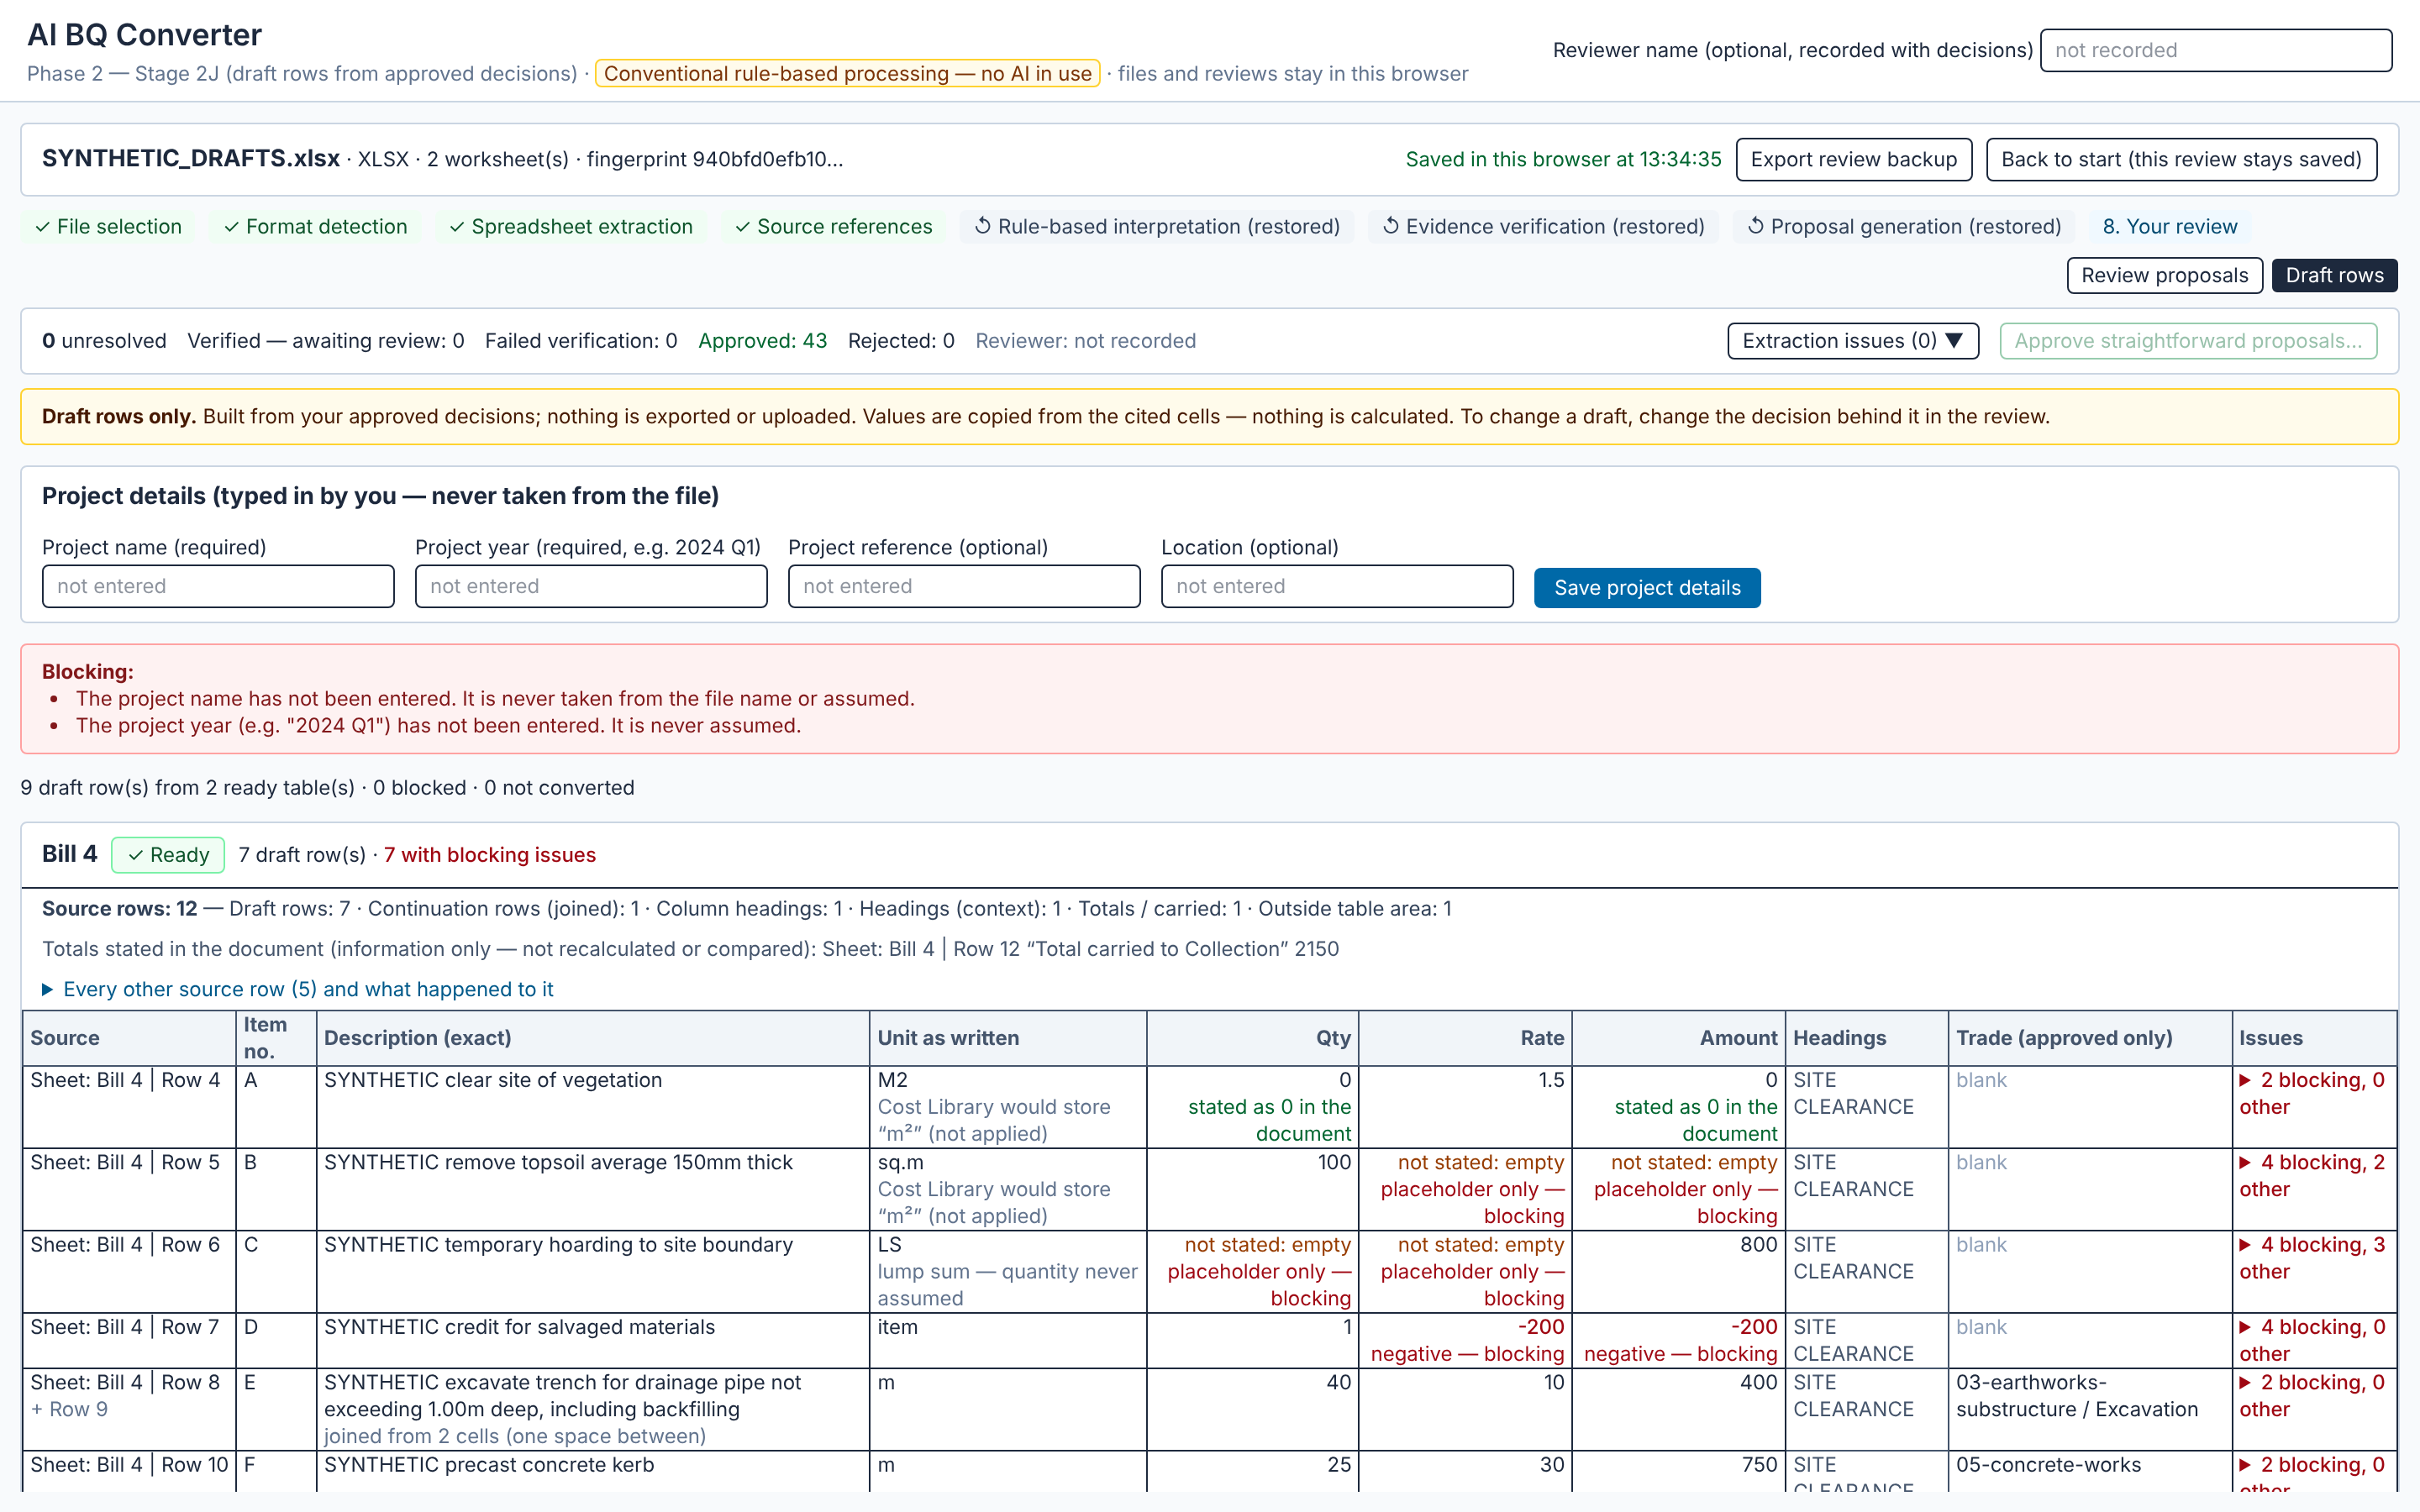 AI BQ Converter
Phase 2 — Stage 2J (draft rows from approved decisions) · Conventional rule-based processing — no AI in use · files and reviews stay in this browser
Reviewer name (optional, recorded with decisions) not recorded
SYNTHETIC_DRAFTS.xlsx · XLSX · 2 worksheet(s) · fingerprint 940bfd0efb10…
Saved in this browser at 13:34:35 Export review backup Back to start (this review stays saved)
✓ File selection ✓ Format detection ✓ Spreadsheet extraction ✓ Source references ↺ Rule-based interpretation (restored) ↺ Evidence verification (restored) ↺ Proposal generation (restored) 8. Your review
Review proposals Draft rows
0 unresolved Verified — awaiting review: 0 Failed verification: 0 Approved: 43 Rejected: 0 Reviewer: not recorded Extraction issues (0) ▼ Approve straightforward proposals…
Draft rows only. Built from your approved decisions; nothing is exported or uploaded. Values are copied from the cited cells — nothing is calculated. To change a draft, change the decision behind it in the review.
Project details (typed in by you — never taken from the file)
Project name (required) Project year (required, e.g. 2024 Q1) Project reference (optional) Location (optional)
not entered not entered not entered not entered Save project details
Blocking:
• The project name has not been entered. It is never taken from the file name or assumed.
• The project year (e.g. "2024 Q1") has not been entered. It is never assumed.
9 draft row(s) from 2 ready table(s) · 0 blocked · 0 not converted
Bill 4 ✓ Ready 7 draft row(s) · 7 with blocking issues
Source rows: 12 — Draft rows: 7 · Continuation rows (joined): 1 · Column headings: 1 · Headings (context): 1 · Totals / carried: 1 · Outside table area: 1
Totals stated in the document (information only — not recalculated or compared): Sheet: Bill 4 | Row 12 “Total carried to Collection” 2150
▶ Every other source row (5) and what happened to it
Source Item no. Description (exact) Unit as written Qty Rate Amount Headings Trade (approved only) Issues
Sheet: Bill 4 | Row 4 A SYNTHETIC clear site of vegetation M2 0 1.5 0 SITE blank ▶ 2 blocking, 0
Cost Library would store stated as 0 in the stated as 0 in the CLEARANCE other
“m²” (not applied) document document
Sheet: Bill 4 | Row 5 B SYNTHETIC remove topsoil average 150mm thick sq.m 100 not stated: empty not stated: empty SITE blank ▶ 4 blocking, 2
Cost Library would store placeholder only — placeholder only — CLEARANCE other
“m²” (not applied) blocking blocking
Sheet: Bill 4 | Row 6 C SYNTHETIC temporary hoarding to site boundary LS not stated: empty not stated: empty 800 SITE blank ▶ 4 blocking, 3
lump sum — quantity never placeholder only — placeholder only — CLEARANCE other
assumed blocking blocking
Sheet: Bill 4 | Row 7 D SYNTHETIC credit for salvaged materials item 1 -200 -200 SITE blank ▶ 4 blocking, 0
negative — blocking negative — blocking CLEARANCE other
Sheet: Bill 4 | Row 8 E SYNTHETIC excavate trench for drainage pipe not m 40 10 400 SITE 03-earthworks- ▶ 2 blocking, 0
+ Row 9 exceeding 1.00m deep, including backfilling CLEARANCE substructure / Excavation other
joined from 2 cells (one space between)
Sheet: Bill 4 | Row 10 F SYNTHETIC precast concrete kerb m 25 30 750 SITE 05-concrete-works ▶ 2 blocking, 0
CLEARANCE other